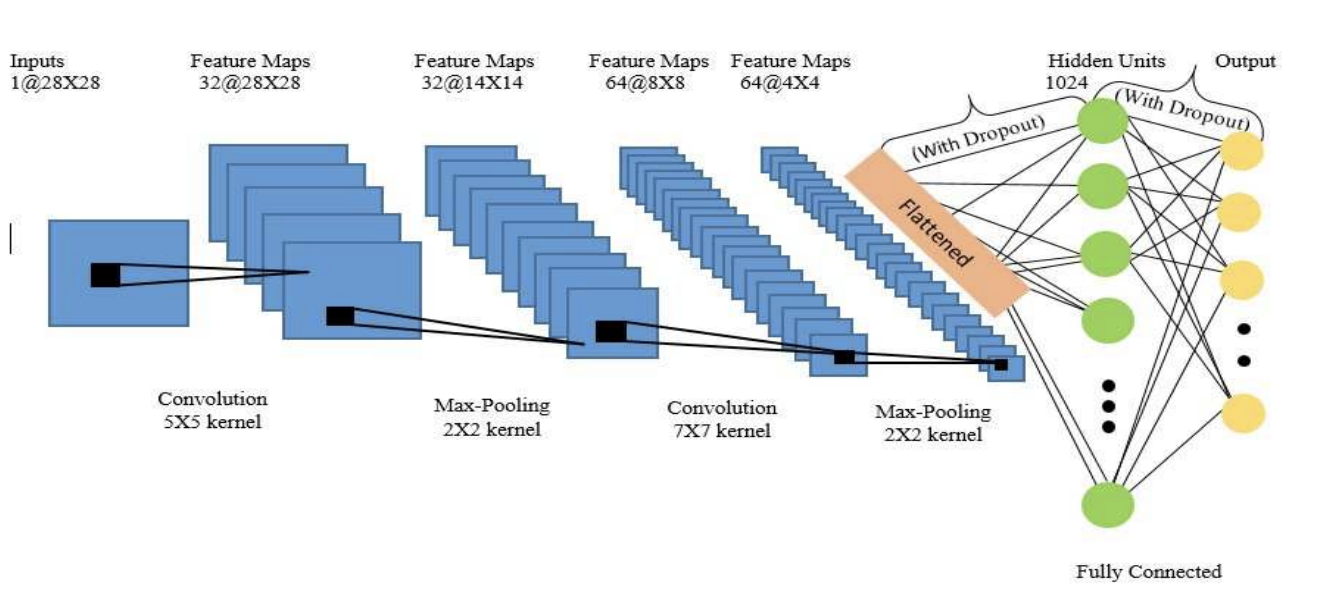 Inputs
1@28X28
Feature Maps
32@28X28
Feature Maps
32@14X14
Feature Maps
64@8X8
Feature Maps
64@4X4
Hidden Units
1024
Output
(With Dropout)
(With Dropout)
Flattened
Convolution
5X5 kernel
Max-Pooling
2X2 kernel
Convolution
7X7 kernel
Max-Pooling
2X2 kernel
Fully Connected